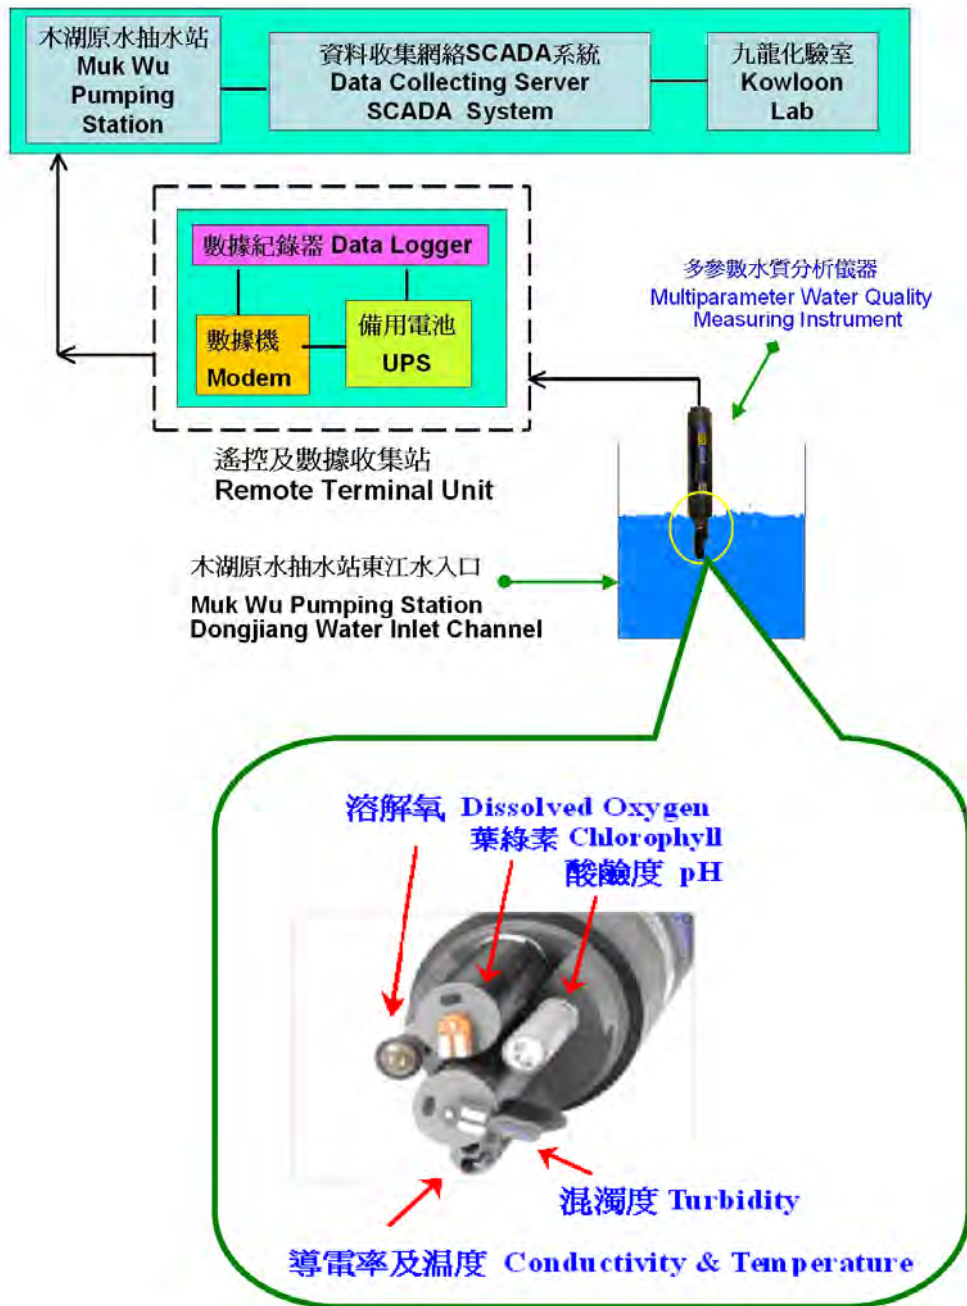 木湖原水抽水站
Muk Wu
Pumping
Station
資料收集網絡SCADA系統
Data Collecting Server
SCADA System
九龍化驗室
Kowloon
Lab
數據紀錄器 Data Logger
數據機
Modem
備用電池
UPS
多參數水質分析儀器
Multiparameter Water Quality
Measuring Instrument
遙控及數據收集站
Remote Terminal Unit
木湖原水抽水站東江水入口
Muk Wu Pumping Station
Dongjiang Water Inlet Channel
溶解氧 Dissolved Oxygen
葉綠素 Chlorophyll
酸鹼度 pH
混濁度 Turbidity
導電率及温度 Conductivity & Temperature